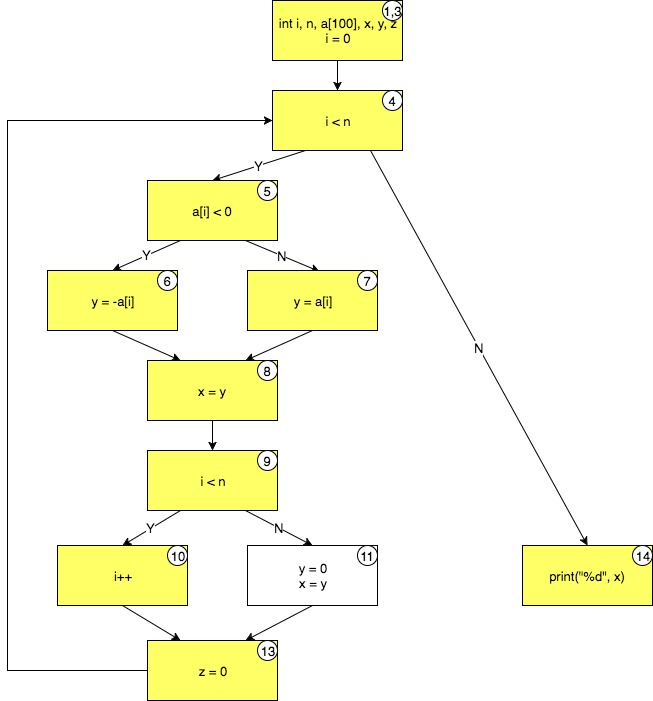 1,3
int i, n, a[100], x, y, z
i = 0
4
i < n
Y
5
a[i] < 0
Y
N
6
y = -a[i]
7
y = a[i]
N
8
x = y
9
i < n
Y
N
10
i++
11
y = 0
x = y
14
print("%d", x)
13
z = 0